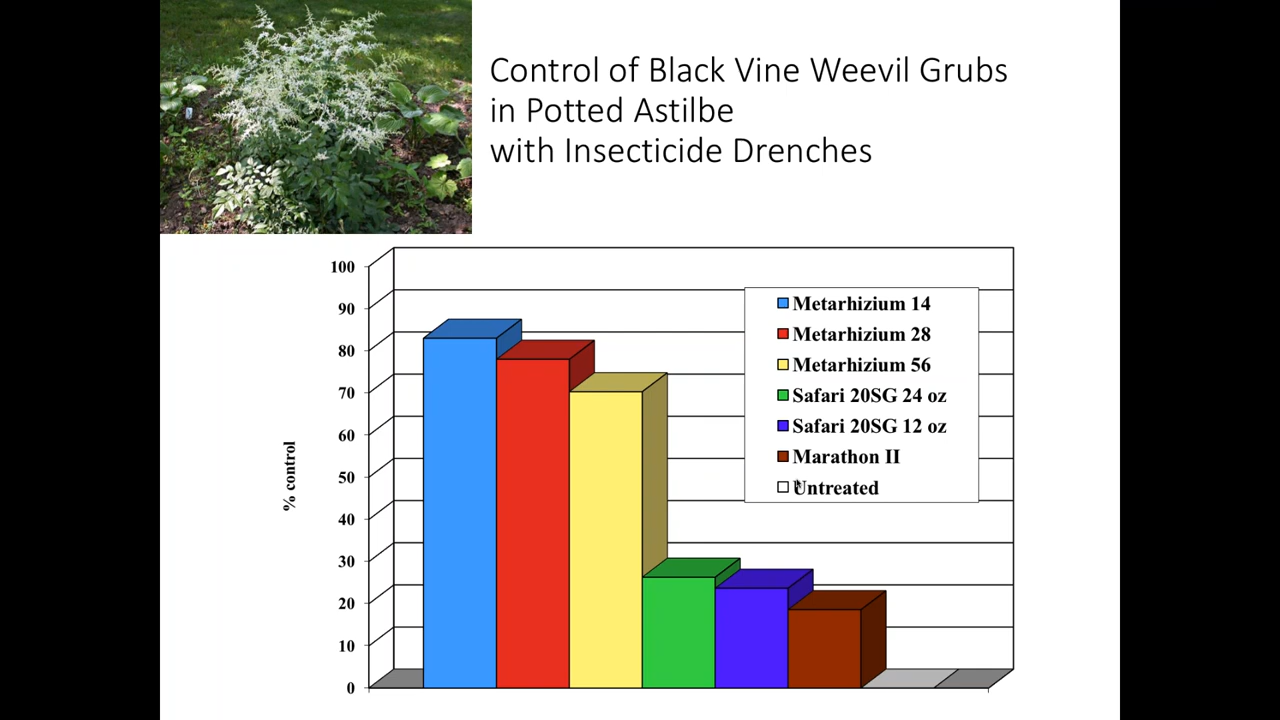 Control of Black Vine Weevil Grubs
in Potted Astilbe
with Insecticide Drenches
100
90
80
70
60
50
40
30
20
10
0
% control
Metarhizium 14
Metarhizium 28
Metarhizium 56
Safari 20SG 24 oz
Safari 20SG 12 oz
Marathon II
Untreated